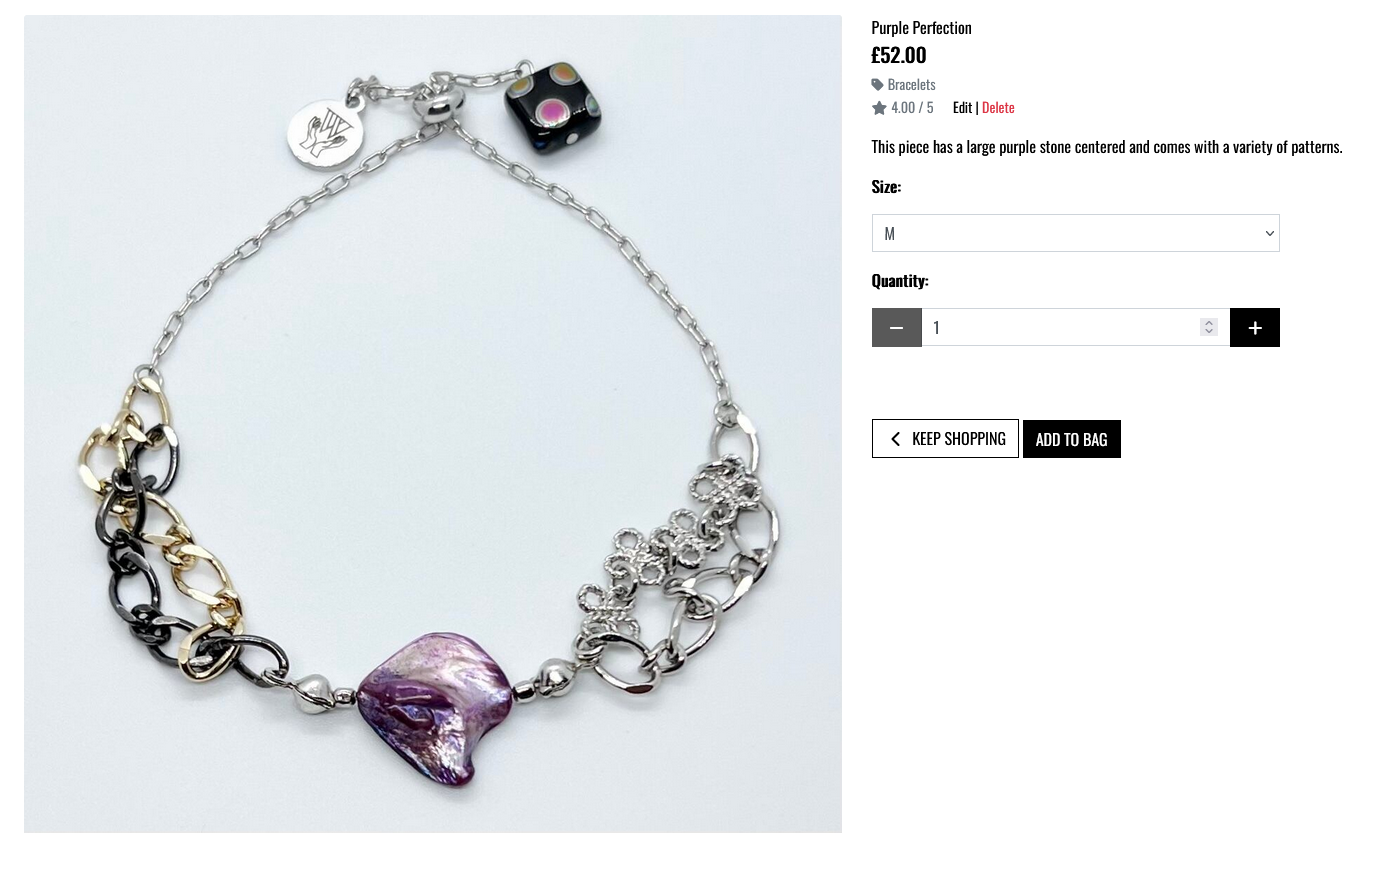 Purple Perfection
£52.00
Bracelets
4.00 / 5 Edit | Delete
This piece has a large purple stone centered and comes with a variety of patterns.
Size:
M
Quantity:
1
KEEP SHOPPING ADD TO BAG